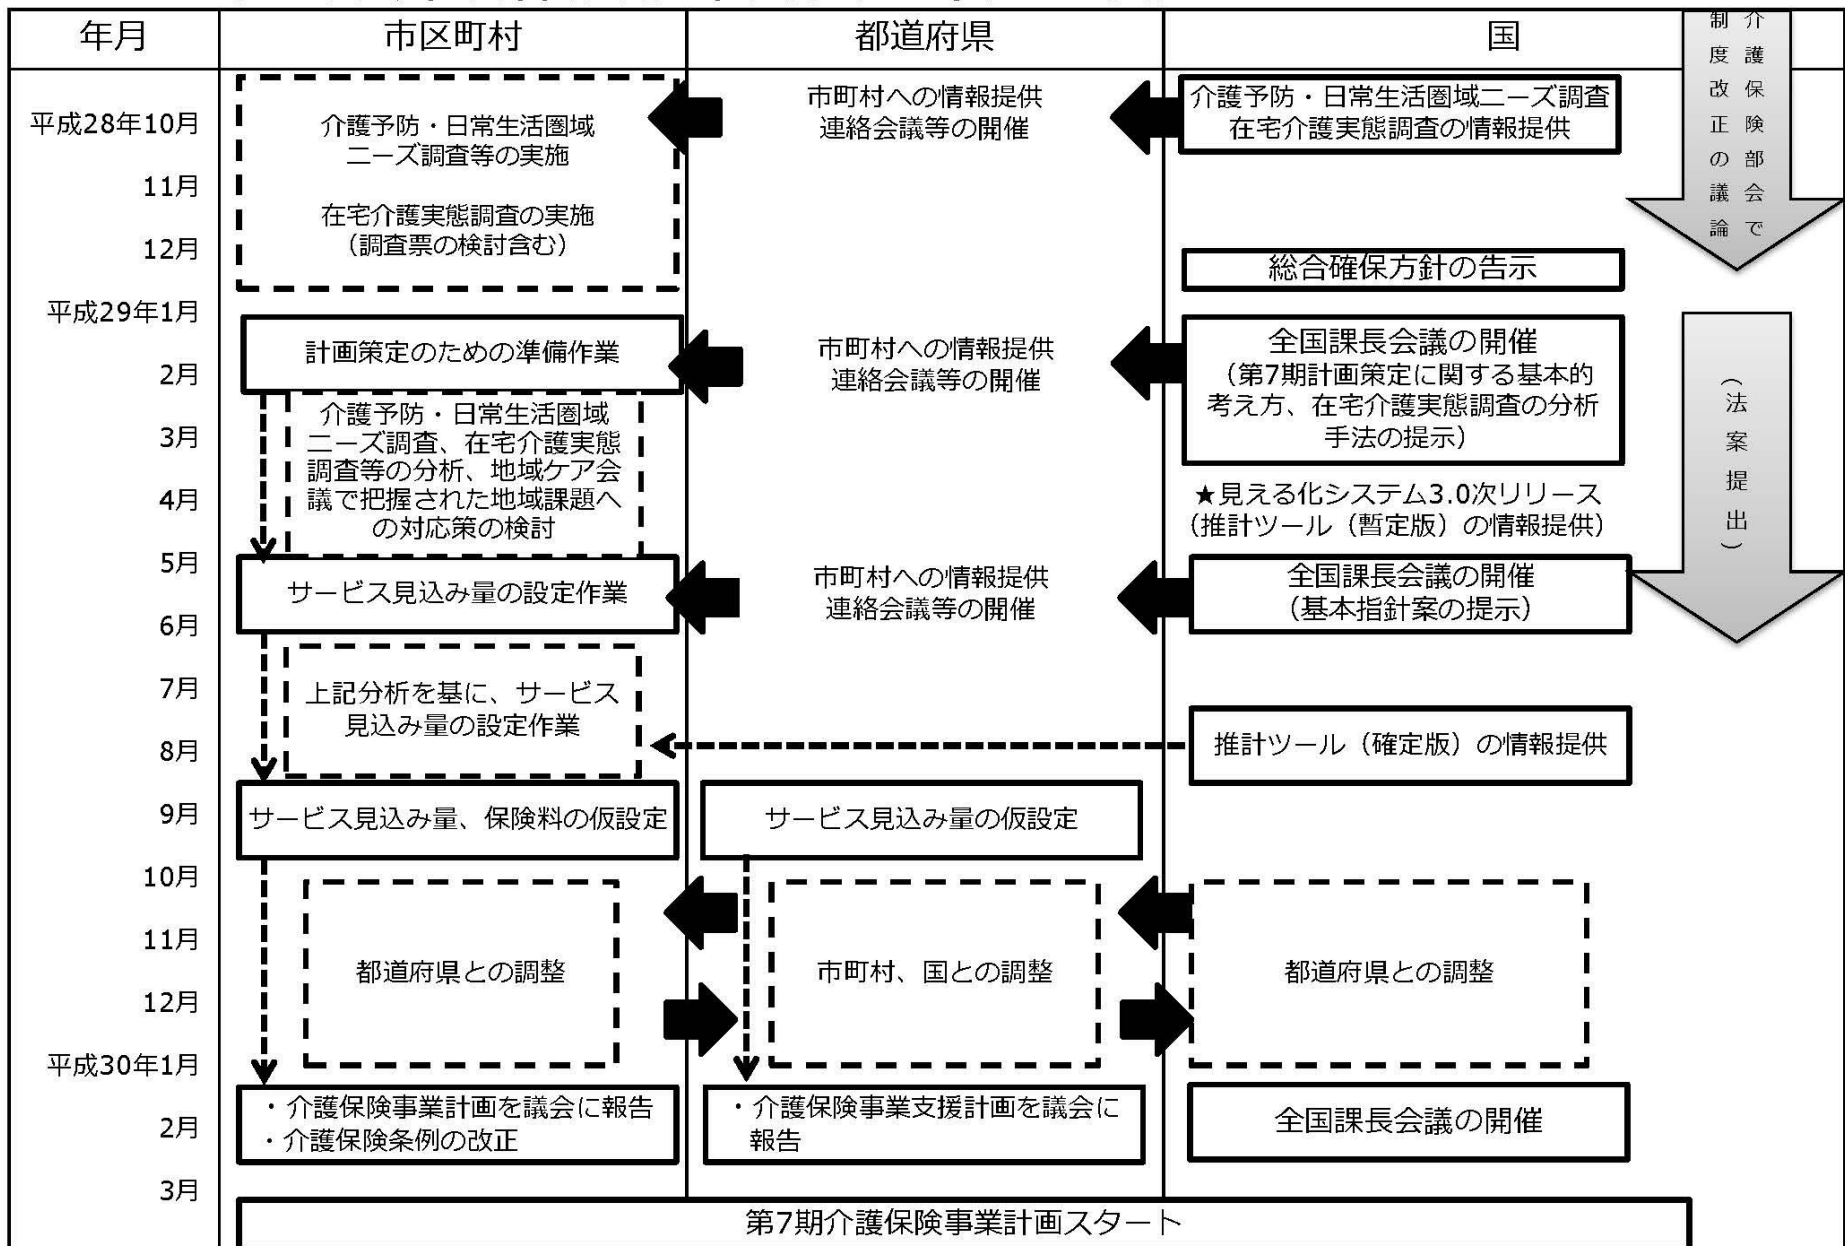 年月
市区町村
都道府県
国
介護保険部会で
制度改正の議論
平成28年10月
11月
12月
平成29年1月
2月
3月
4月
5月
6月
7月
8月
9月
10月
11月
12月
平成30年1月
2月
3月
介護予防・日常生活圏域
ニーズ調査等の実施
在宅介護実態調査の実施
(調査票の検討含む)
市町村への情報提供
連絡会議等の開催
介護予防・日常生活圏域ニーズ調査
在宅介護実態調査の情報提供
総合確保方針の告示
計画策定のための準備作業
市町村への情報提供
連絡会議等の開催
全国課長会議の開催
(第7期計画策定に関する基本的
考え方、在宅介護実態調査の分析
手法の提示)
(法案提出)
介護予防・日常生活圏域
ニーズ調査、在宅介護実態
調査等の分析、地域ケア会
議で把握された地域課題へ
の対応策の検討
★見える化システム3.0次リリース
(推計ツール(暫定版)の情報提供)
サービス見込み量の設定作業
市町村への情報提供
連絡会議等の開催
全国課長会議の開催
(基本指針案の提示)
上記分析を基に、サービス
見込み量の設定作業
推計ツール(確定版)の情報提供
サービス見込み量、保険料の仮設定
サービス見込み量の仮設定
都道府県との調整
市町村、国との調整
都道府県との調整
・介護保険事業計画を議会に報告
・介護保険条例の改正
・介護保険事業支援計画を議会に
報告
全国課長会議の開催
第7期介護保険事業計画スタート